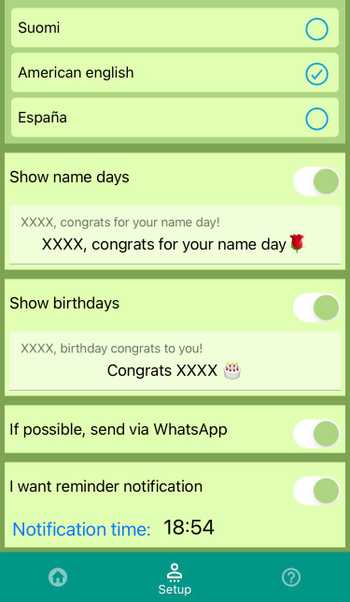 Suomi
American english
España
Show name days
XXXX, congrats for your name day!
XXXX, congrats for your name day🌹
Show birthdays
XXXX, birthday congrats to you!
Congrats XXXX 🎂
If possible, send via WhatsApp
I want reminder notification
Notification time: 18:54
Setup